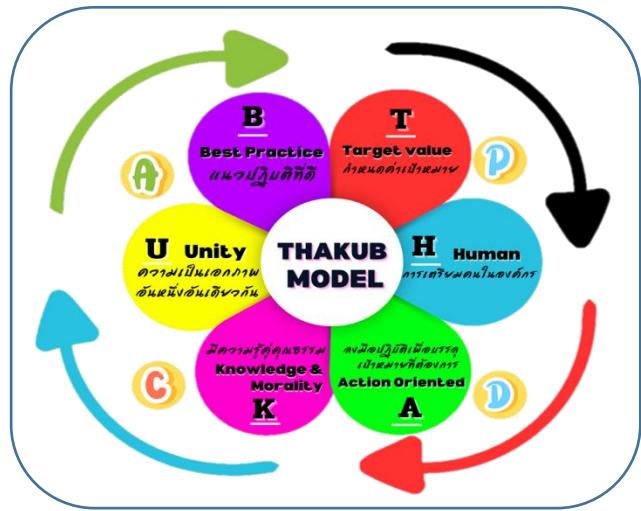 THAKUB
MODEL
T
Target value
กำหนดค่าเป้าหมาย
P
H Human
การเตรียมคนในองค์กร
ลงมือปฏิบัติเพื่อบรรลุ
เป้าหมายที่ต้องการ
Action Oriented
A
D
มีความรู้คู่คุณธรรม
Knowledge &
Morality
K
C
U Unity
ความเป็นเอกภาพ
อันหนึ่งอันเดียวกัน
A
B
Best Practice
แนวปฏิบัติที่ดี